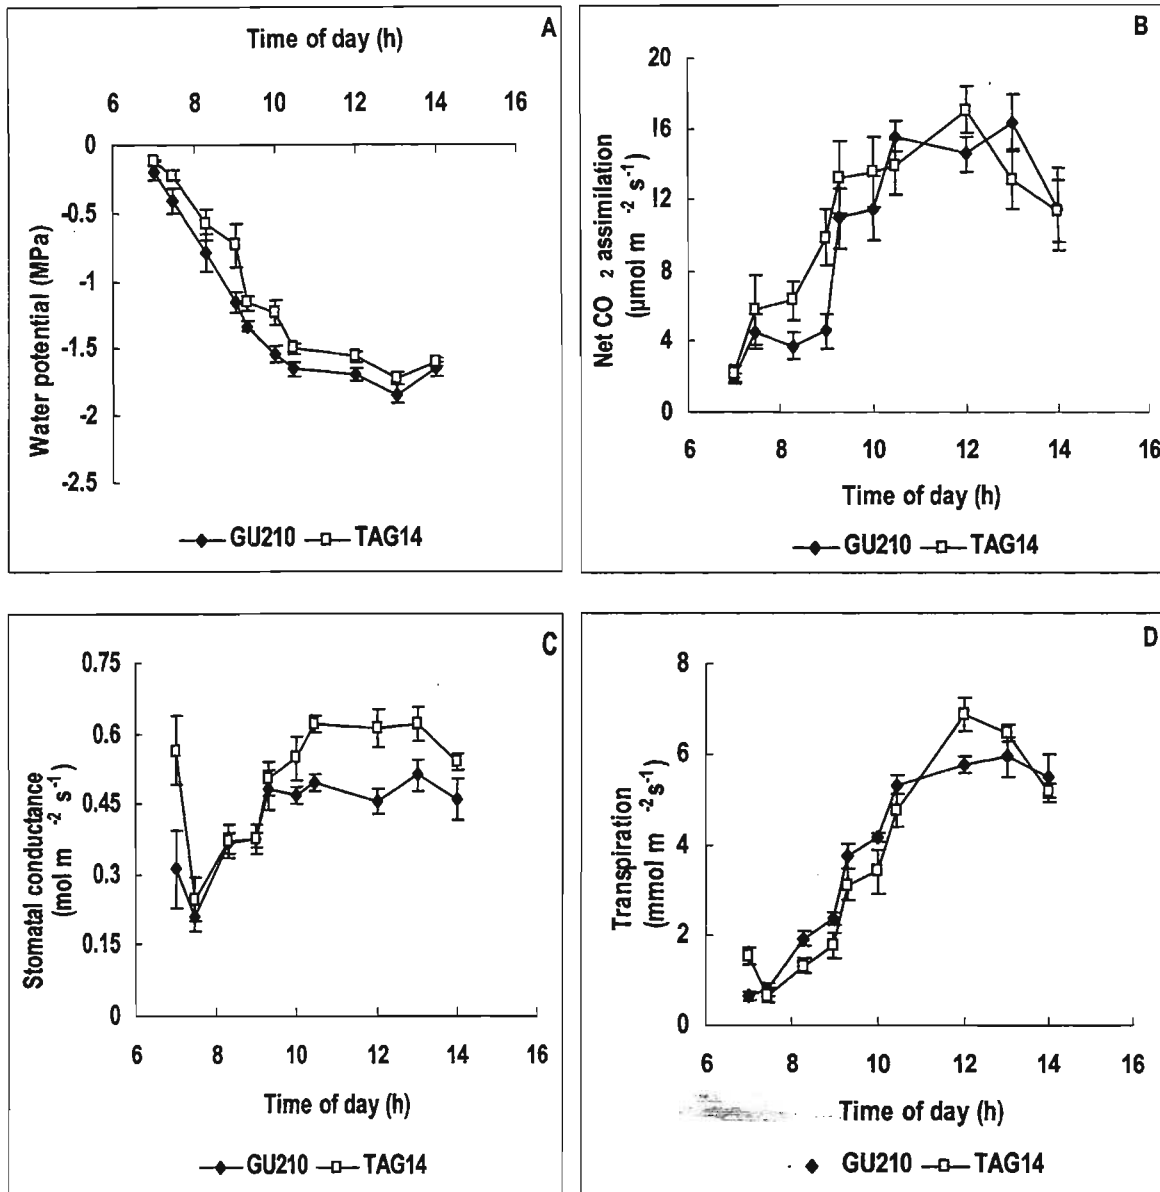 A
Time of day (h)
6 8 10 12 14 16
0
-0.5
-1
-1.5
-2
-2.5
Water potential (MPa)
GU210 TAG14
B
20
16
12
8
4
0
Net CO 2 assimilation
(μmol m -2 s-1)
6 8 10 12 14 16
Time of day (h)
GU210 TAG14
C
0.75
0.6
0.45
0.3
0.15
0
Stomatal conductance
(mol m -2 s-1)
6 8 10 12 14 16
Time of day (h)
GU210 TAG14
D
8
6
4
2
0
Transpiration
(mmol m -2 s-1)
6 8 10 12 14 16
Time of day (h)
GU210 TAG14